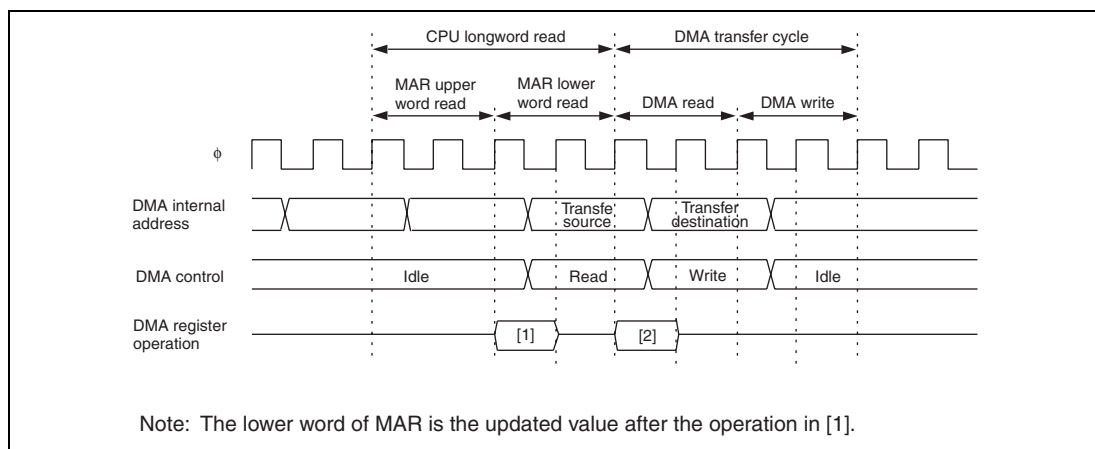 CPU longword read DMA transfer cycle
MAR upper MAR lower
word read word read DMA read DMA write
ϕ
DMA internal Transfe Transfer
address source destination
DMA control Idle Read Write Idle
DMA register
operation [1] [2]
Note: The lower word of MAR is the updated value after the operation in [1].